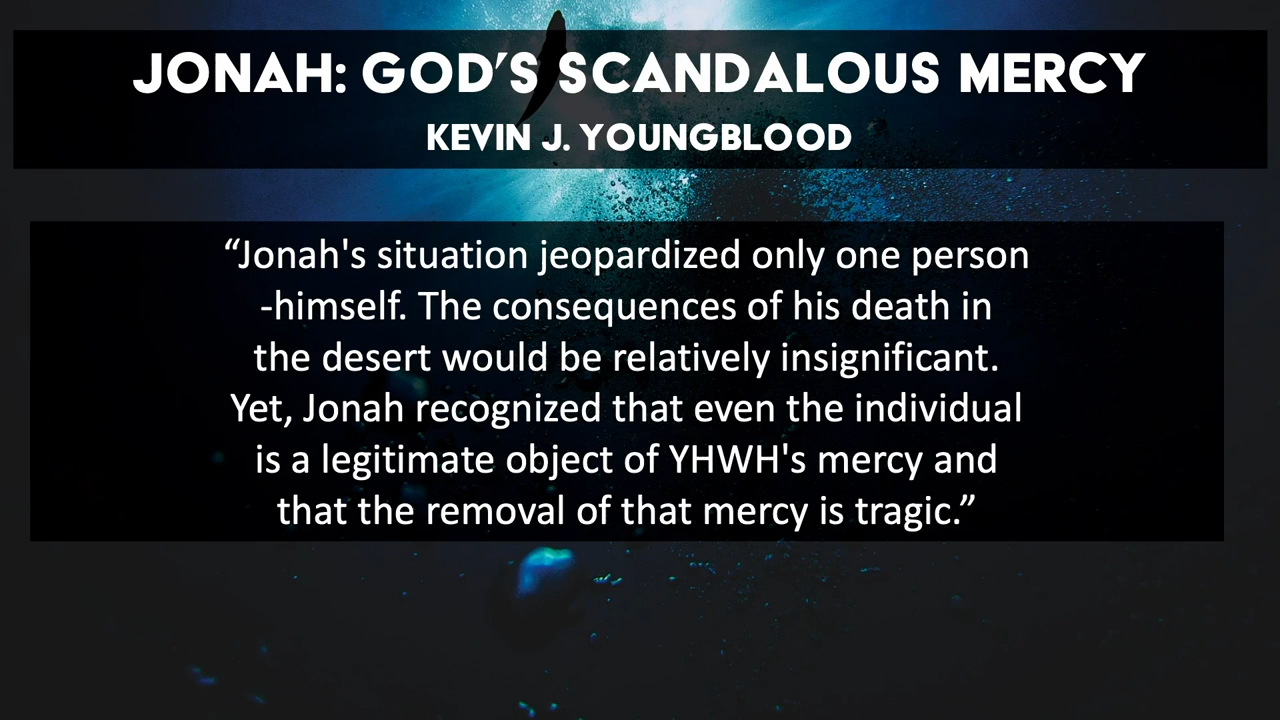 JONAH: GOD'S SCANDALOUS MERCY
KEVIN J. YOUNGBLOOD
“Jonah's situation jeopardized only one person
-himself. The consequences of his death in
the desert would be relatively insignificant.
Yet, Jonah recognized that even the individual
is a legitimate object of YHWH's mercy and
that the removal of that mercy is tragic.”